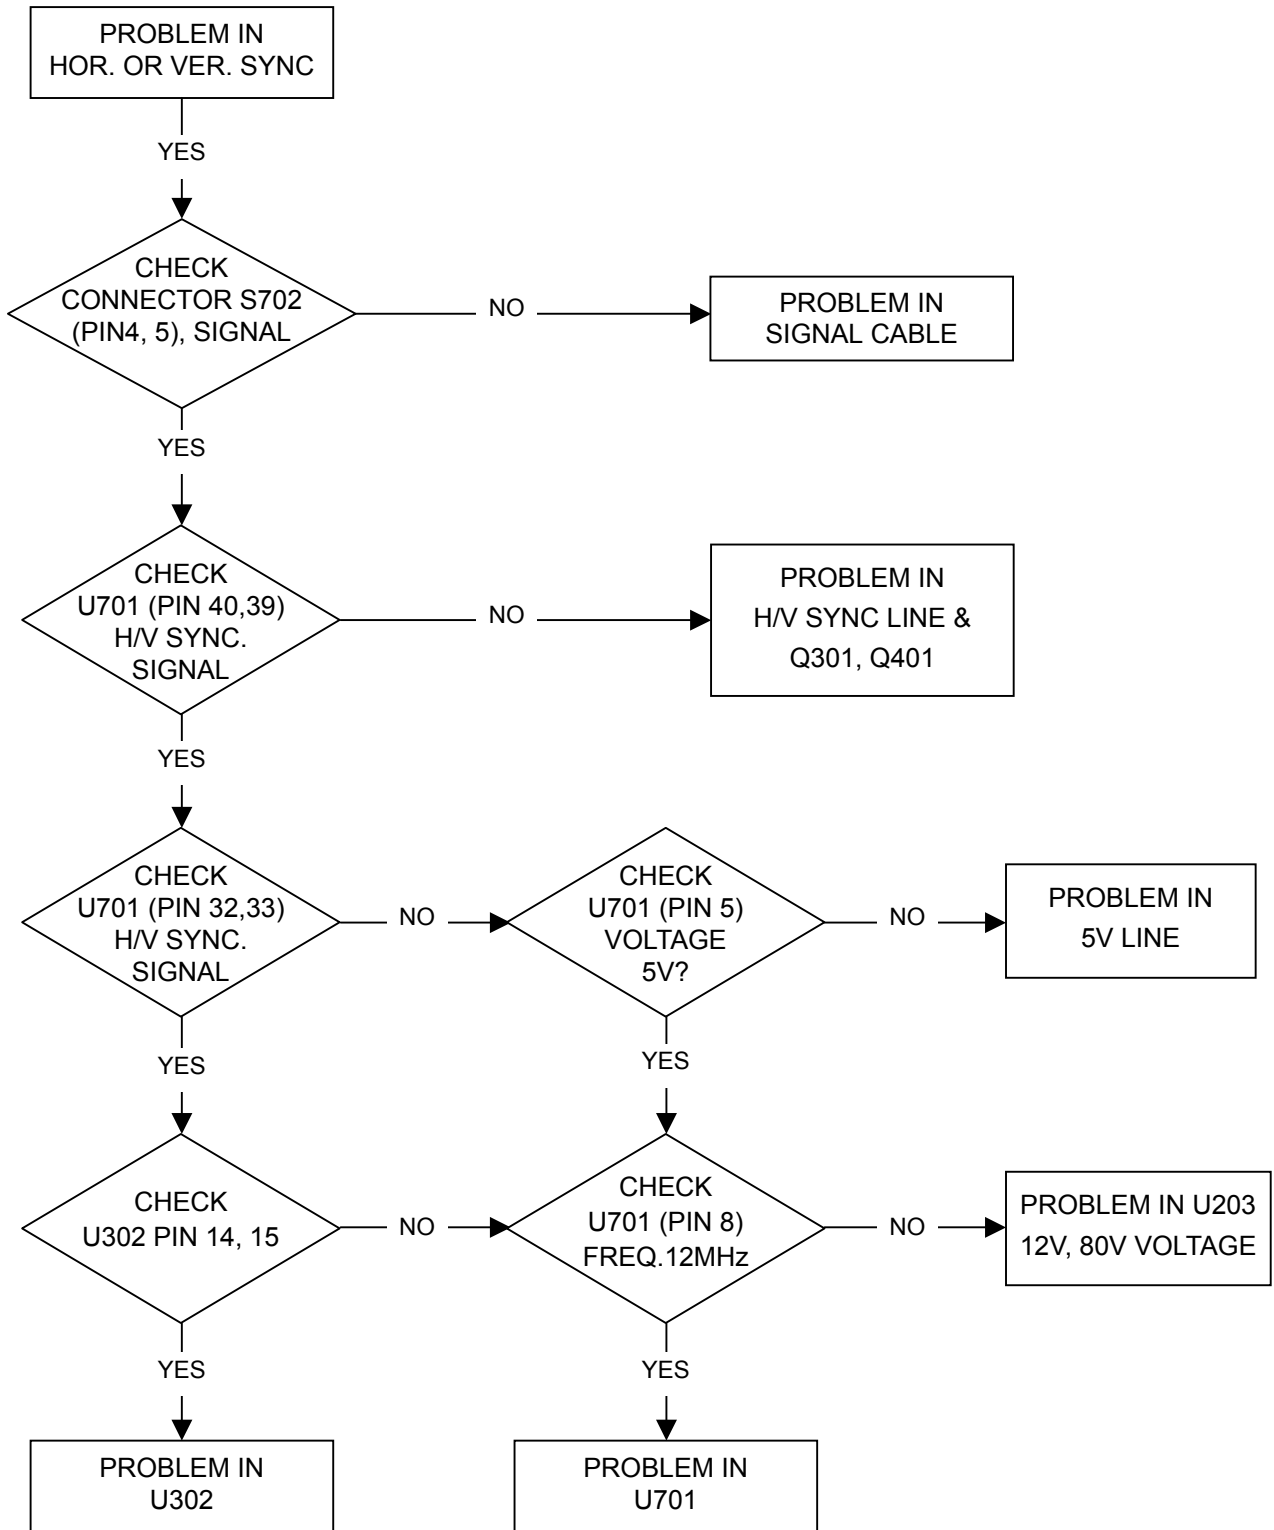 PROBLEM IN
HOR. OR VER. SYNC
YES
CHECK
CONNECTOR S702
(PIN4, 5), SIGNAL
NO
PROBLEM IN
SIGNAL CABLE
YES
CHECK
U701 (PIN 40,39)
H/V SYNC.
SIGNAL
NO
PROBLEM IN
H/V SYNC LINE &
Q301, Q401
YES
CHECK
U701 (PIN 32,33)
H/V SYNC.
SIGNAL
NO
CHECK
U701 (PIN 5)
VOLTAGE
5V?
NO
PROBLEM IN
5V LINE
YES
YES
CHECK
U302 PIN 14, 15
NO
CHECK
U701 (PIN 8)
FREQ.12MHz
NO
PROBLEM IN U203
12V, 80V VOLTAGE
YES
YES
PROBLEM IN
U302
PROBLEM IN
U701